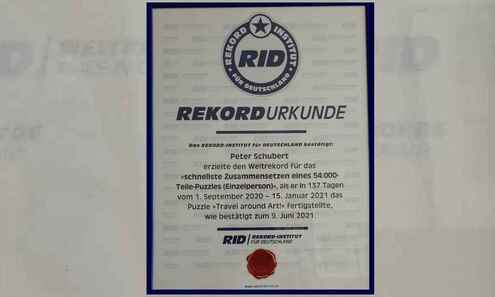 REKORD INSTITUT
RID
FÜR DEUTSCHLAND
REKORDURKUNDE
Das REKORD-INSTITUT für DEUTSCHLAND bestätigt:
Peter Schubert
erzielte den Weltrekord für das
»schnellste Zusammensetzen eines 54.000-
Teile-Puzzles (Einzelperson)«, als er in 137 Tagen
vom 1. September 2020 – 15. Januar 2021 das
Puzzle »Travel around Art!« fertigstellte,
wie bestätigt zum 9. Juni 2021.
RID REKORD-INSTITUT
FÜR DEUTSCHLAND